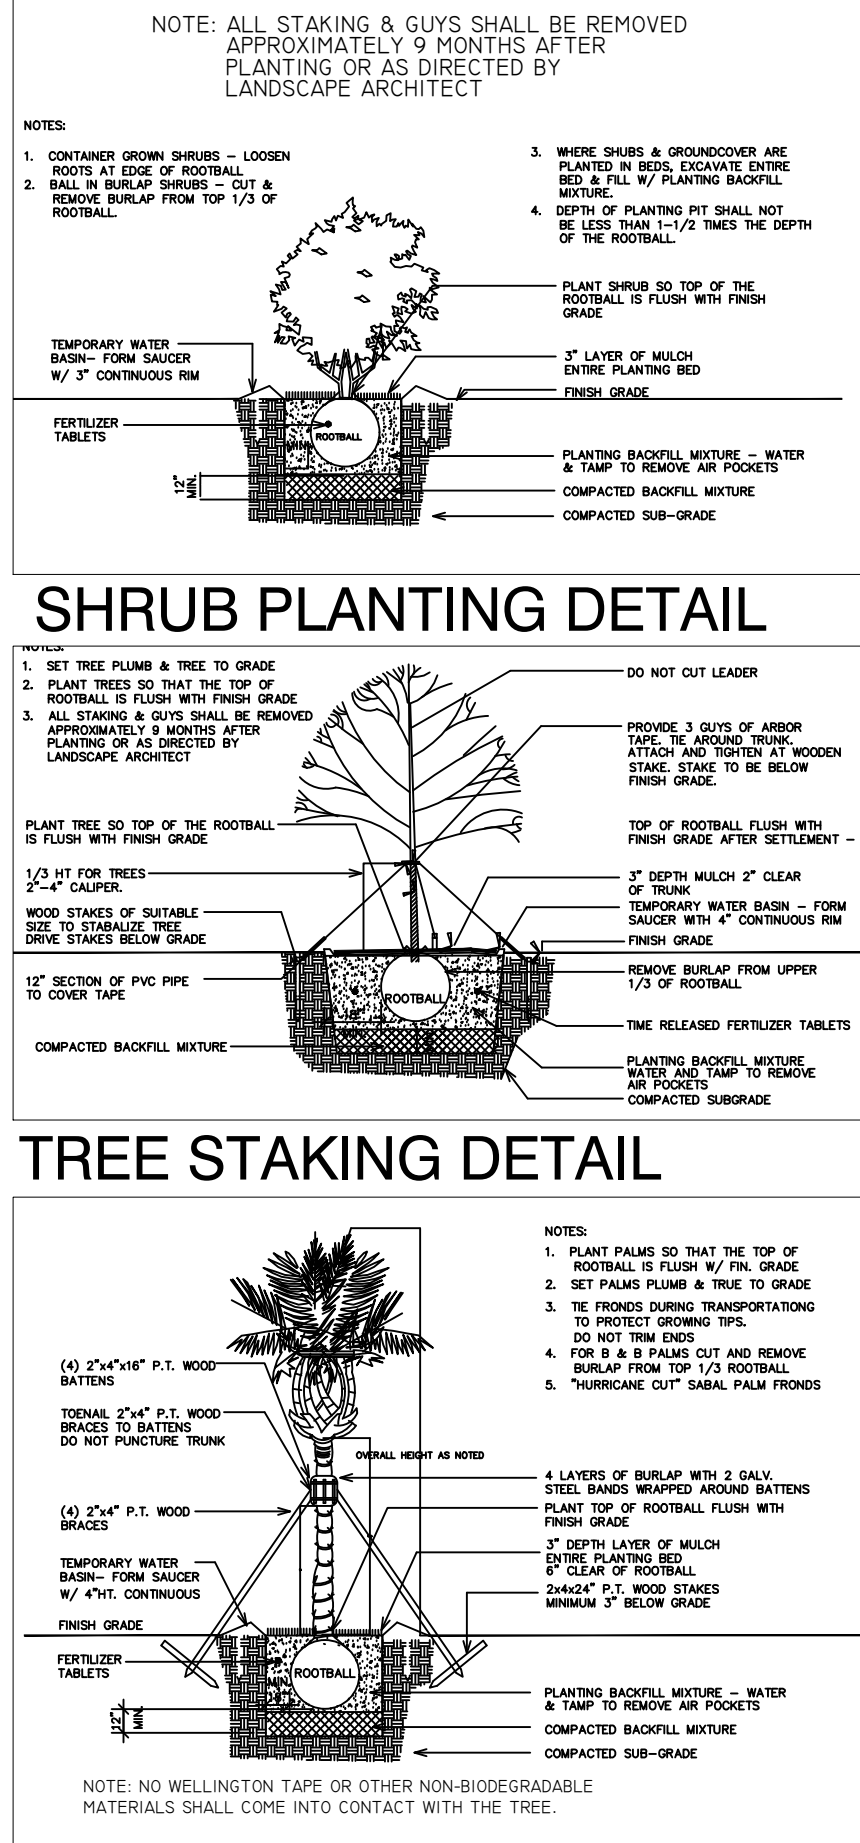 NOTE: ALL STAKING & GUYS SHALL BE REMOVED
APPROXIMATELY 9 MONTHS AFTER
PLANTING OR AS DIRECTED BY
LANDSCAPE ARCHITECT
NOTES:
1. CONTAINER GROWN SHRUBS – LOOSEN
ROOTS AT EDGE OF ROOTBALL
2. BALL IN BURLAP SHRUBS – CUT &
REMOVE BURLAP FROM TOP 1/3 OF
ROOTBALL.
3. WHERE SHUBS & GROUNDCOVER ARE
PLANTED IN BEDS, EXCAVATE ENTIRE
BED & FILL W/ PLANTING BACKFILL
MIXTURE.
4. DEPTH OF PLANTING PIT SHALL NOT
BE LESS THAN 1–1/2 TIMES THE DEPTH
OF THE ROOTBALL.
PLANT SHRUB SO TOP OF THE
ROOTBALL IS FLUSH WITH FINISH
GRADE
TEMPORARY WATER
BASIN– FORM SAUCER
W/ 3" CONTINUOUS RIM
3" LAYER OF MULCH
ENTIRE PLANTING BED
FINISH GRADE
FERTILIZER
TABLETS
ROOTBALL
MIN.
PLANTING BACKFILL MIXTURE – WATER
& TAMP TO REMOVE AIR POCKETS
12"
MIN.
COMPACTED BACKFILL MIXTURE
COMPACTED SUB–GRADE
SHRUB PLANTING DETAIL
NOTES:
1. SET TREE PLUMB & TREE TO GRADE
2. PLANT TREES SO THAT THE TOP OF
ROOTBALL IS FLUSH WITH FINISH GRADE
3. ALL STAKING & GUYS SHALL BE REMOVED
APPROXIMATELY 9 MONTHS AFTER
PLANTING OR AS DIRECTED BY
LANDSCAPE ARCHITECT
DO NOT CUT LEADER
PROVIDE 3 GUYS OF ARBOR
TAPE. TIE AROUND TRUNK.
ATTACH AND TIGHTEN AT WOODEN
STAKE. STAKE TO BE BELOW
FINISH GRADE.
PLANT TREE SO TOP OF THE ROOTBALL
IS FLUSH WITH FINISH GRADE
TOP OF ROOTBALL FLUSH WITH
FINISH GRADE AFTER SETTLEMENT –
1/3 HT FOR TREES
2"–4" CALIPER.
3" DEPTH MULCH 2" CLEAR
OF TRUNK
WOOD STAKES OF SUITABLE
SIZE TO STABALIZE TREE
DRIVE STAKES BELOW GRADE
TEMPORARY WATER BASIN – FORM
SAUCER WITH 4" CONTINUOUS RIM
FINISH GRADE
12" SECTION OF PVC PIPE
TO COVER TAPE
REMOVE BURLAP FROM UPPER
1/3 OF ROOTBALL
ROOTBALL
18"
MIN.
TIME RELEASED FERTILIZER TABLETS
COMPACTED BACKFILL MIXTURE
PLANTING BACKFILL MIXTURE
WATER AND TAMP TO REMOVE
AIR POCKETS
COMPACTED SUBGRADE
TREE STAKING DETAIL
NOTES:
1. PLANT PALMS SO THAT THE TOP OF
ROOTBALL IS FLUSH W/ FIN. GRADE
2. SET PALMS PLUMB & TRUE TO GRADE
3. TIE FRONDS DURING TRANSPORTATIONG
TO PROTECT GROWING TIPS.
DO NOT TRIM ENDS
4. FOR B & B PALMS CUT AND REMOVE
BURLAP FROM TOP 1/3 ROOTBALL
5. "HURRICANE CUT" SABAL PALM FRONDS
(4) 2"x4"x16" P.T. WOOD
BATTENS
TOENAIL 2"x4" P.T. WOOD
BRACES TO BATTENS
DO NOT PUNCTURE TRUNK
OVERALL HEIGHT AS NOTED
4 LAYERS OF BURLAP WITH 2 GALV.
STEEL BANDS WRAPPED AROUND BATTENS
(4) 2"x4" P.T. WOOD
BRACES
PLANT TOP OF ROOTBALL FLUSH WITH
FINISH GRADE
TEMPORARY WATER
BASIN– FORM SAUCER
W/ 4"HT. CONTINUOUS
3" DEPTH LAYER OF MULCH
ENTIRE PLANTING BED
6" CLEAR OF ROOTBALL
2x4x24" P.T. WOOD STAKES
MINIMUM 3" BELOW GRADE
FINISH GRADE
FERTILIZER
TABLETS
ROOTBALL
MIN.
18"
PLANTING BACKFILL MIXTURE – WATER
& TAMP TO REMOVE AIR POCKETS
12"
MIN.
COMPACTED BACKFILL MIXTURE
COMPACTED SUB–GRADE
NOTE: NO WELLINGTON TAPE OR OTHER NON-BIODEGRADABLE
MATERIALS SHALL COME INTO CONTACT WITH THE TREE.